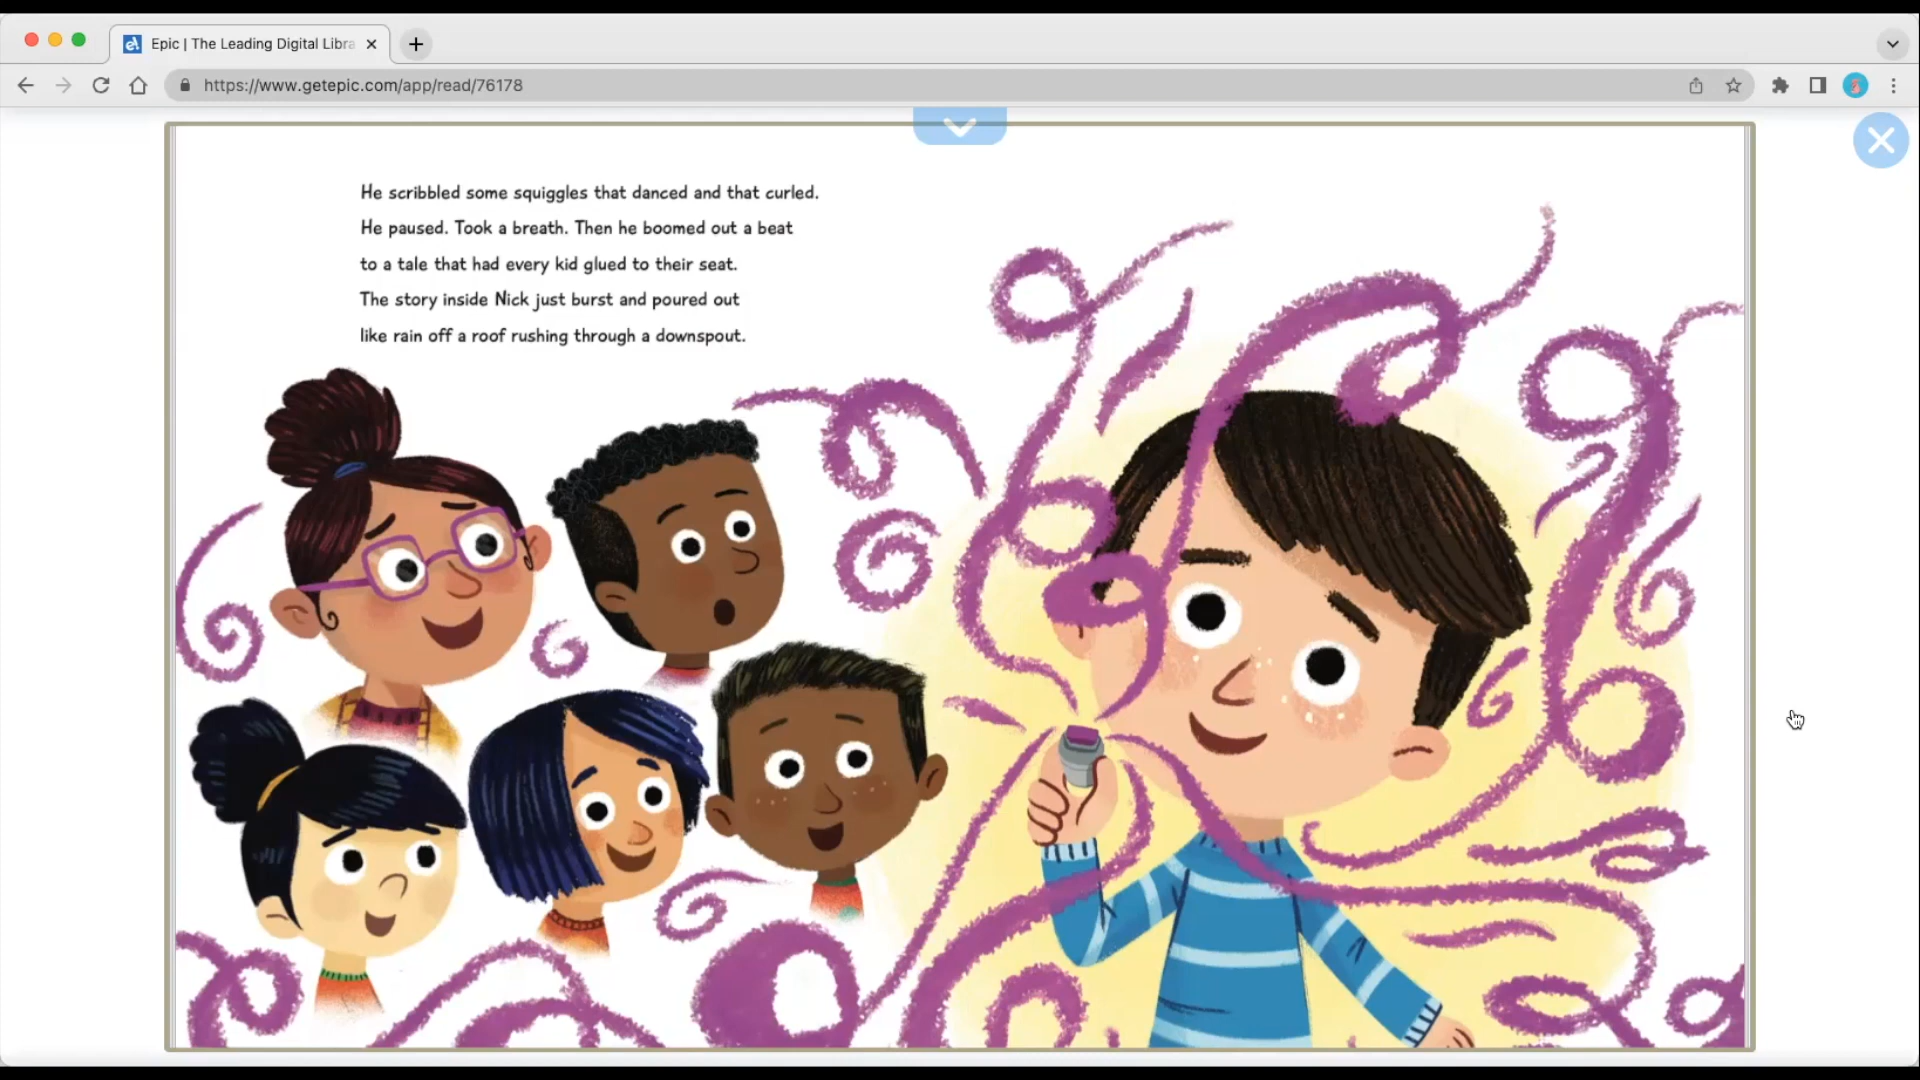 Epic | The Leading Digital Libra
https://www.getepic.com/app/read/76178
He scribbled some squiggles that danced and that curled.
He paused. Took a breath. Then he boomed out a beat
to a tale that had every kid glued to their seat.
The story inside Nick just burst and poured out
like rain off a roof rushing through a downspout.